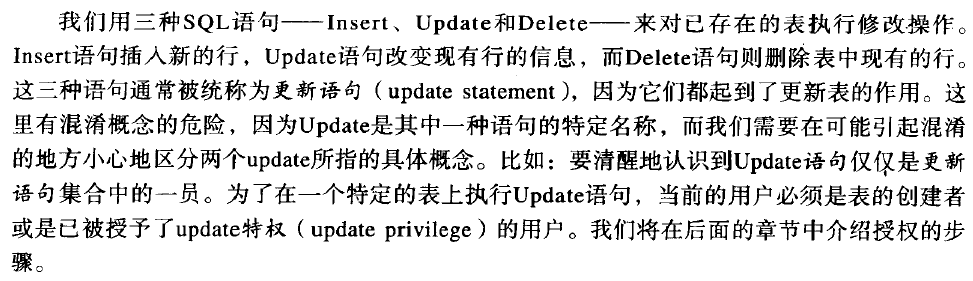 我们用三种SQL语句——Insert、Update和Delete——来对已存在的表执行修改操作。
Insert语句插入新的行，Update语句改变现有行的信息，而Delete语句则删除表中现有的行。
这三种语句通常被统称为更新语句（update statement），因为它们都起到了更新表的作用。这
里有混淆概念的危险，因为Update是其中一种语句的特定名称，而我们需要在可能引起混淆
的地方小心地区分两个update所指的具体概念。比如：要清醒地认识到Update语句仅仅是更新
语句集合中的一员。为了在一个特定的表上执行Update语句，当前的用户必须是表的创建者
或是已被授予了update特权（update privilege）的用户。我们将在后面的章节中介绍授权的步
骤。